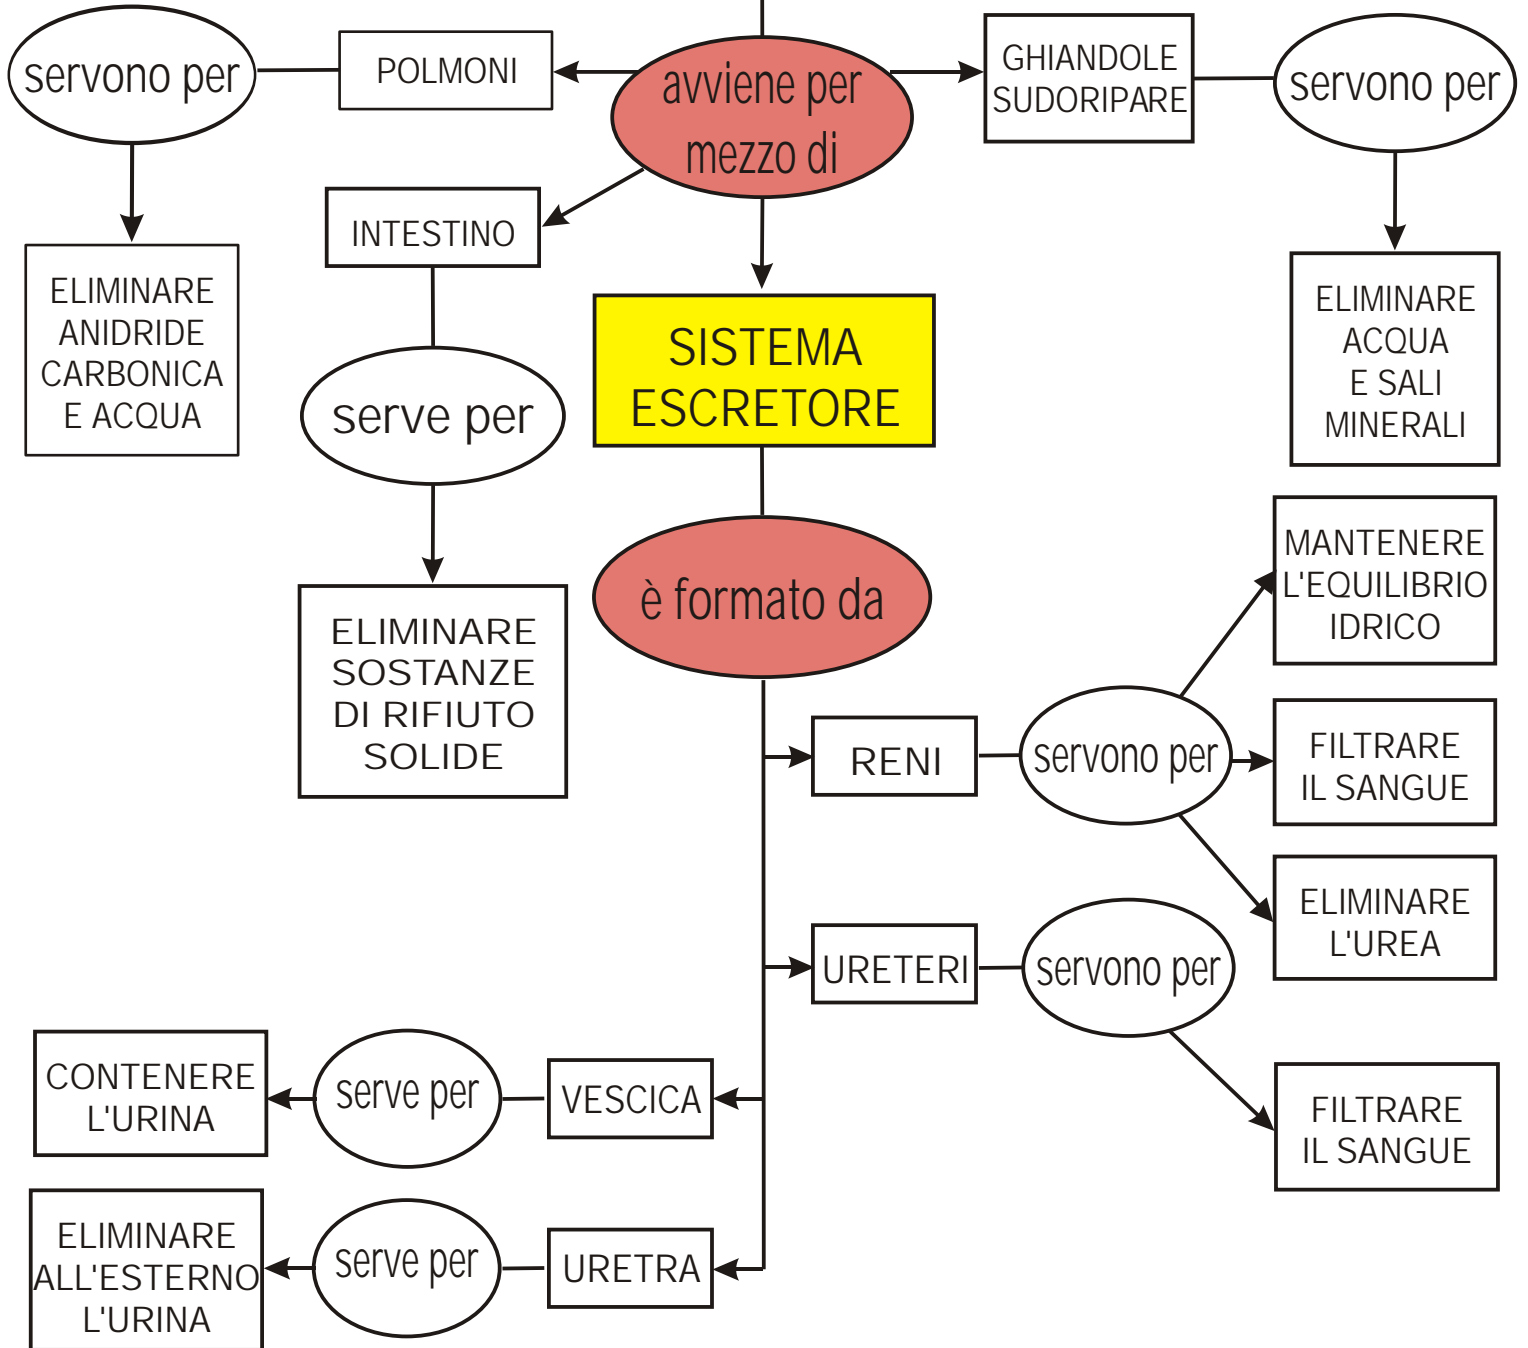 servono per
POLMONI
avviene per
mezzo di
GHIANDOLE
SUDORIPARE
servono per
INTESTINO
ELIMINARE
ANIDRIDE
CARBONICA
E ACQUA
serve per
SISTEMA
ESCRETORE
ELIMINARE
ACQUA
E SALI
MINERALI
è formato da
ELIMINARE
SOSTANZE
DI RIFIUTO
SOLIDE
MANTENERE
L'EQUILIBRIO
IDRICO
RENI
servono per
FILTRARE
IL SANGUE
ELIMINARE
L'UREA
URETERI
servono per
FILTRARE
IL SANGUE
CONTENERE
L'URINA
serve per
VESCICA
ELIMINARE
ALL'ESTERNO
L'URINA
serve per
URETRA